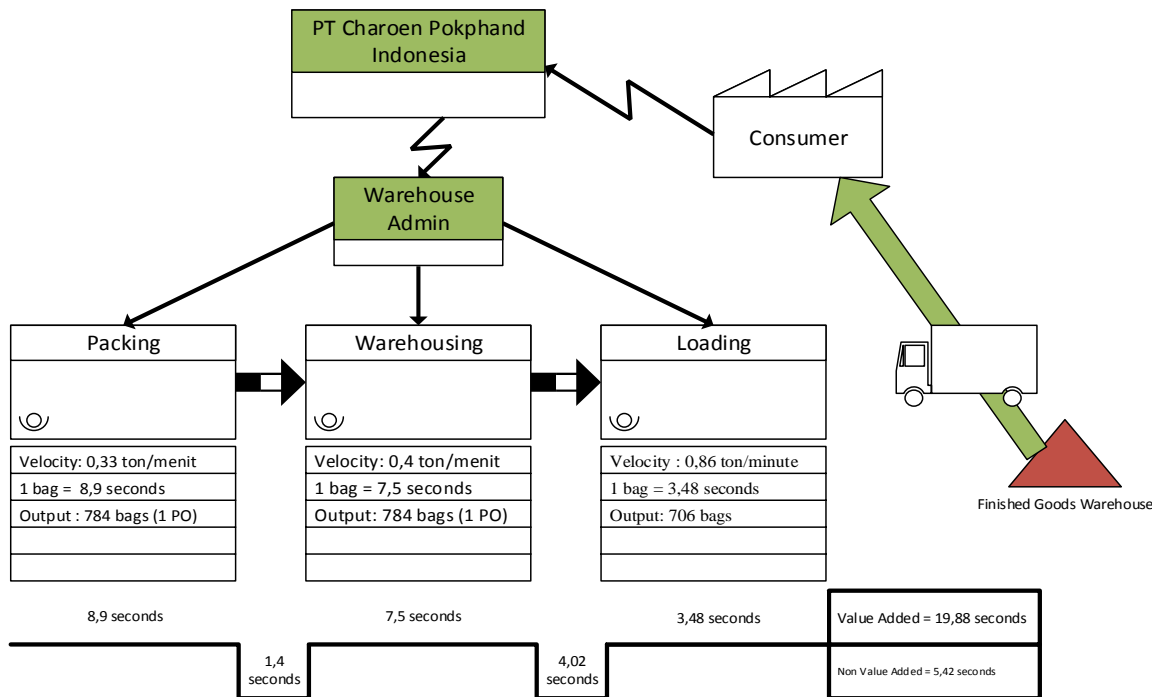 PT Charoen Pokphand
Indonesia
Consumer
Warehouse
Admin
Packing
Warehousing
Loading
Velocity: 0,33 ton/menit
1 bag = 8,9 seconds
Output : 784 bags (1 PO)
Velocity: 0,4 ton/menit
1 bag = 7,5 seconds
Output: 784 bags (1 PO)
Velocity : 0,86 ton/minute
1 bag = 3,48 seconds
Output: 706 bags
Finished Goods Warehouse
8,9 seconds
7,5 seconds
3,48 seconds
Value Added = 19,88 seconds
1,4
seconds
4,02
seconds
Non Value Added = 5,42 seconds